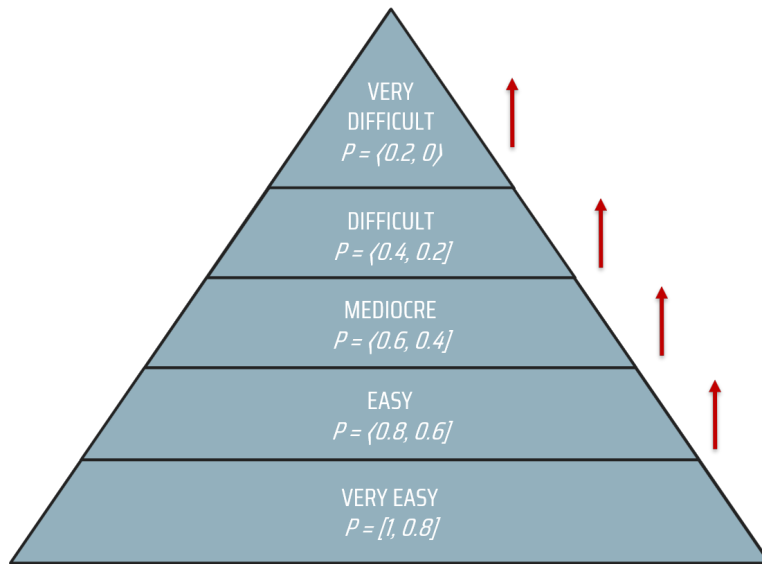 VERY
DIFFICULT
P = ⟨0.2, 0⟩
DIFFICULT
P = ⟨0.4, 0.2]
MEDIOCRE
P = ⟨0.6, 0.4]
EASY
P = ⟨0.8, 0.6]
VERY EASY
P = [1, 0.8]